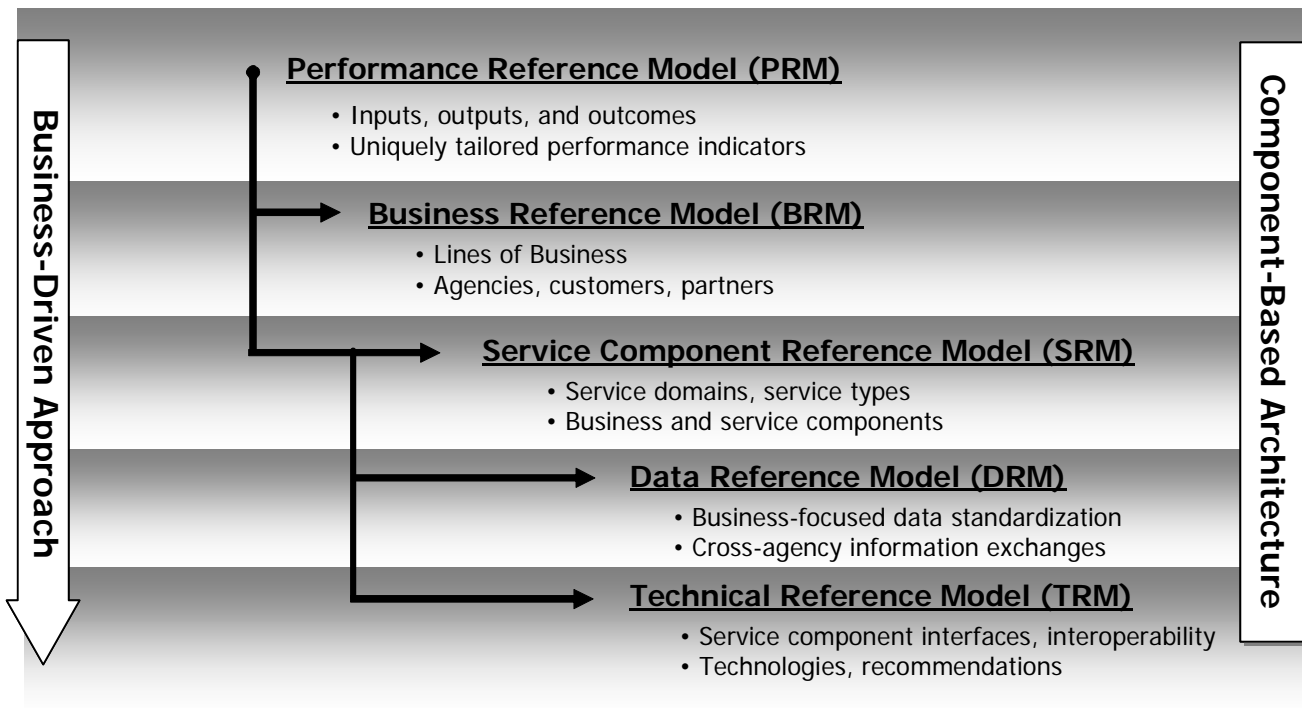 Business-Driven Approach
Performance Reference Model (PRM)
• Inputs, outputs, and outcomes
• Uniquely tailored performance indicators
Business Reference Model (BRM)
• Lines of Business
• Agencies, customers, partners
Service Component Reference Model (SRM)
• Service domains, service types
• Business and service components
Data Reference Model (DRM)
• Business-focused data standardization
• Cross-agency information exchanges
Technical Reference Model (TRM)
• Service component interfaces, interoperability
• Technologies, recommendations
Component-Based Architecture